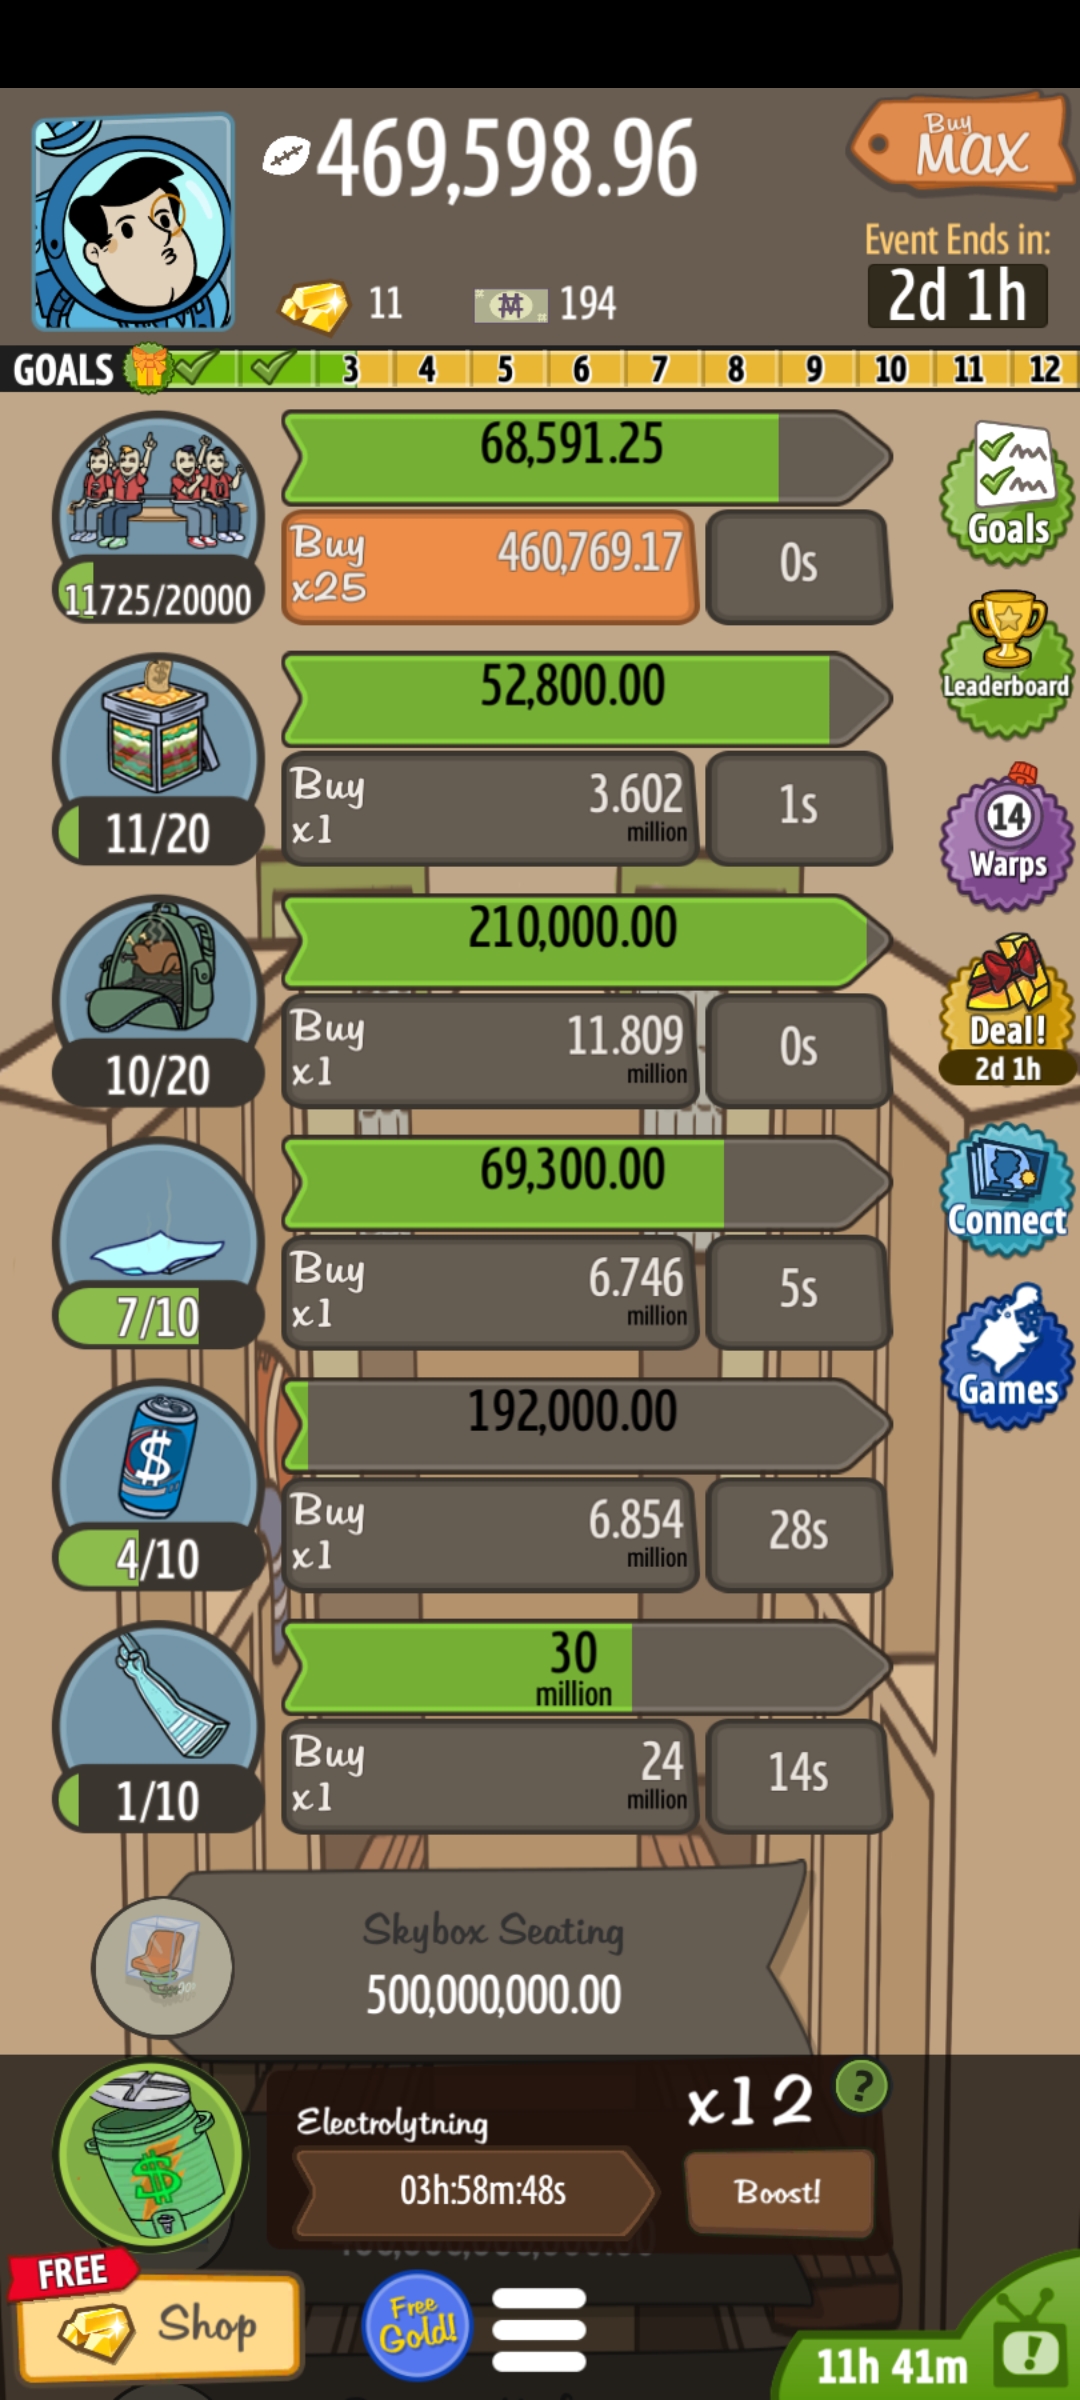 469,598.96
Buy
MAX
Event Ends in:
2d 1h
11
194
GOALS 3 4 5 6 7 8 9 10 11 12
68,591.25
Buy
x25
460,769.17
0s
11725/20000
Goals
52,800.00
Buy
x1
3.602
million
1s
11/20
Leaderboard
14
Warps
210,000.00
Buy
x1
11.809
million
0s
10/20
Deal!
2d 1h
69,300.00
Buy
x1
6.746
million
5s
7/10
Connect
192,000.00
Buy
x1
6.854
million
28s
4/10
Games
30
million
Buy
x1
24
million
14s
1/10
Skybox Seating
500,000,000.00
Electrolytning
x12
?
03h:58m:48s
Boost!
FREE
Shop
Free
Gold!
11h 41m